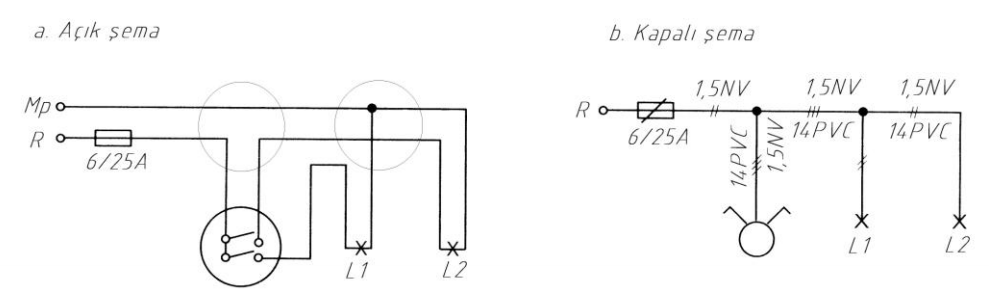 a. Açık şema
Mp
R
6/25A
L1
L2
b. Kapalı şema
R
6/25A
1,5NV
14PVC
1,5NV
1,5NV
14PVC
1,5NV
14PVC
L1
L2